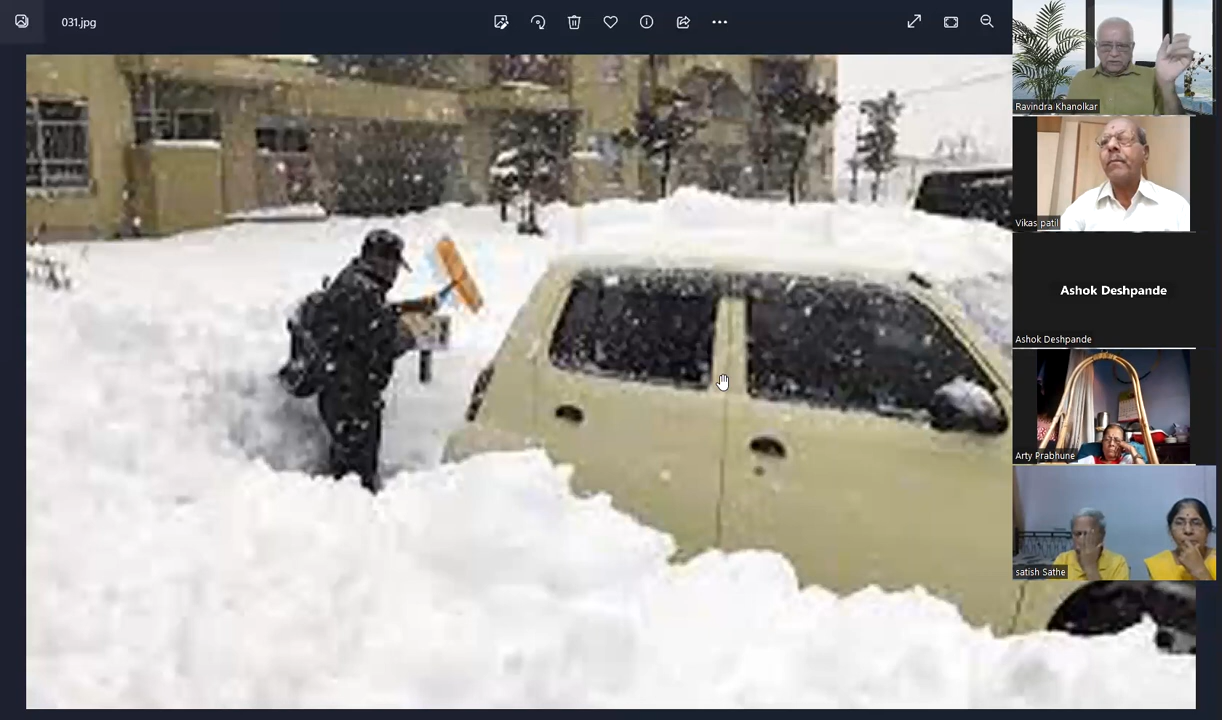 031.jpg
Ravindra Khanolkar
Vikas patil
Ashok Deshpande
Ashok Deshpande
Arty Prabhune
satish Sathe